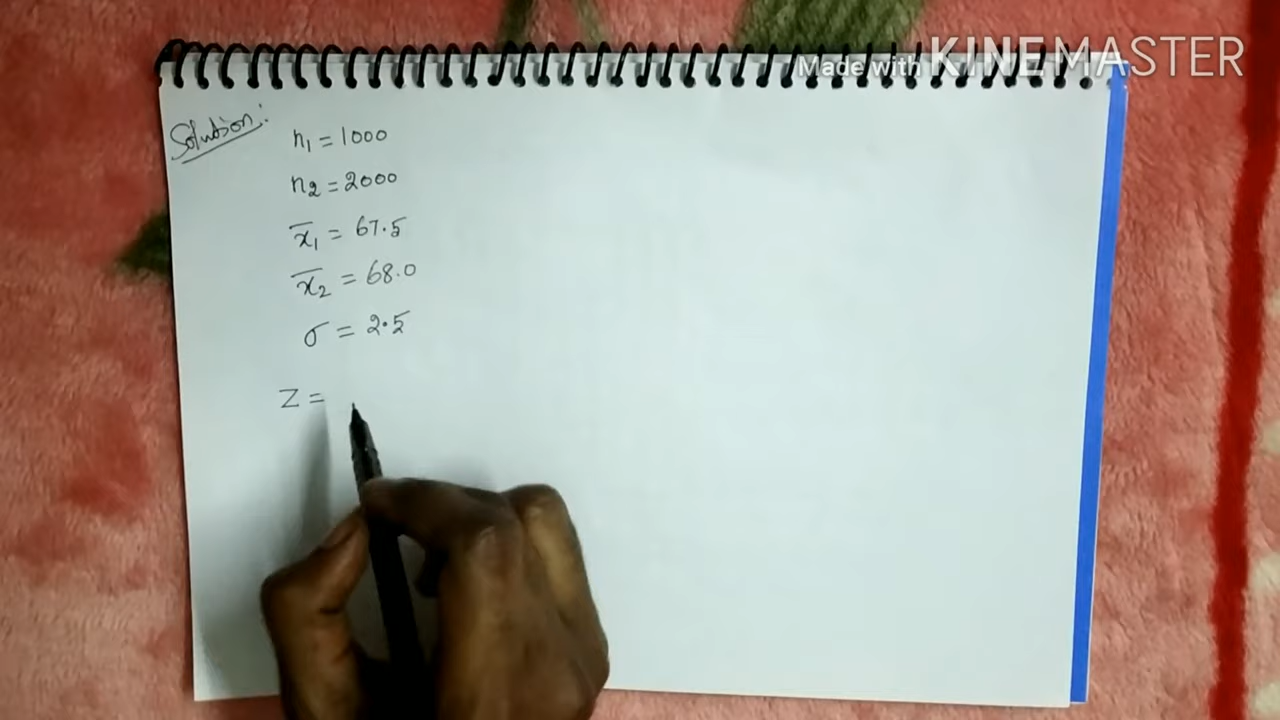 Made with KINEMASTER
Solution:
n₁ = 1000
n₂ = 2000
x̄₁ = 67.5
x̄₂ = 68.0
σ = 2.5
Z =